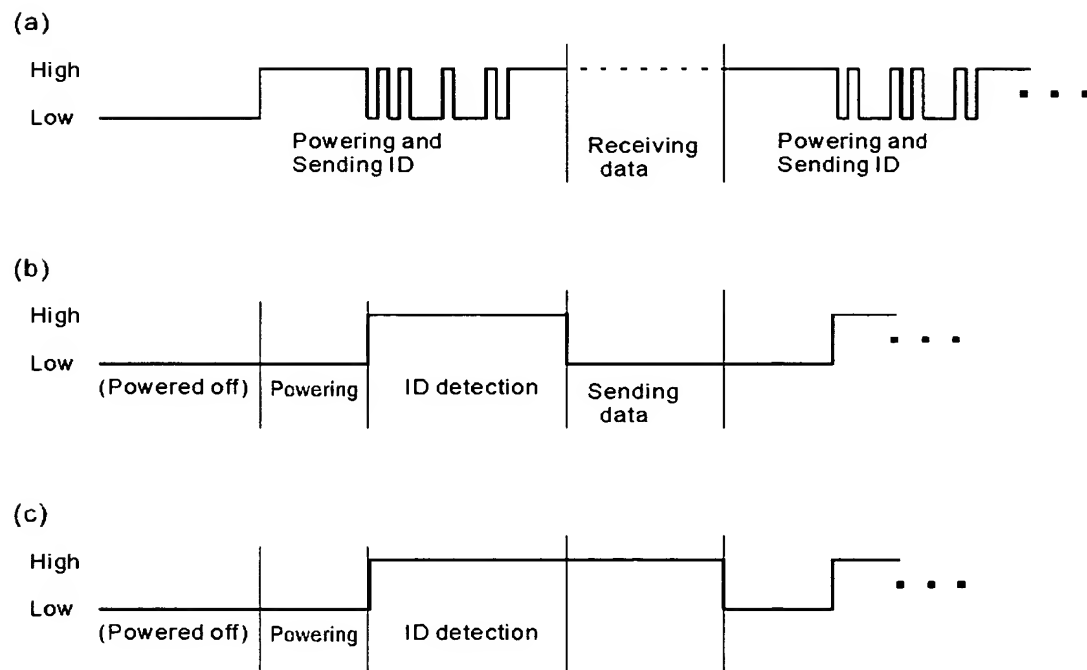 (a)
High
Low
Powering and
Sending ID
Receiving
data
Powering and
Sending ID
(b)
High
Low
(Powered off)
Powering
ID detection
Sending
data
(c)
High
Low
(Powered off)
Powering
ID detection